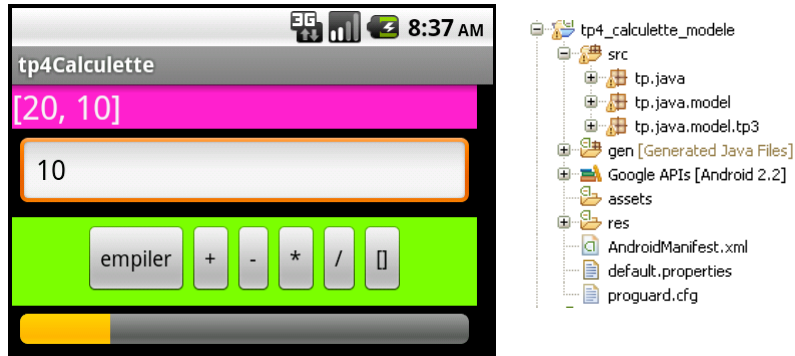 3G 8:37 AM
tp4Calculette
[20, 10]
10
empiler + - * / []
tp4_calculette_modele
src
tp.java
tp.java.model
tp.java.model.tp3
gen [Generated Java Files]
Google APIs [Android 2.2]
assets
res
AndroidManifest.xml
default.properties
proguard.cfg